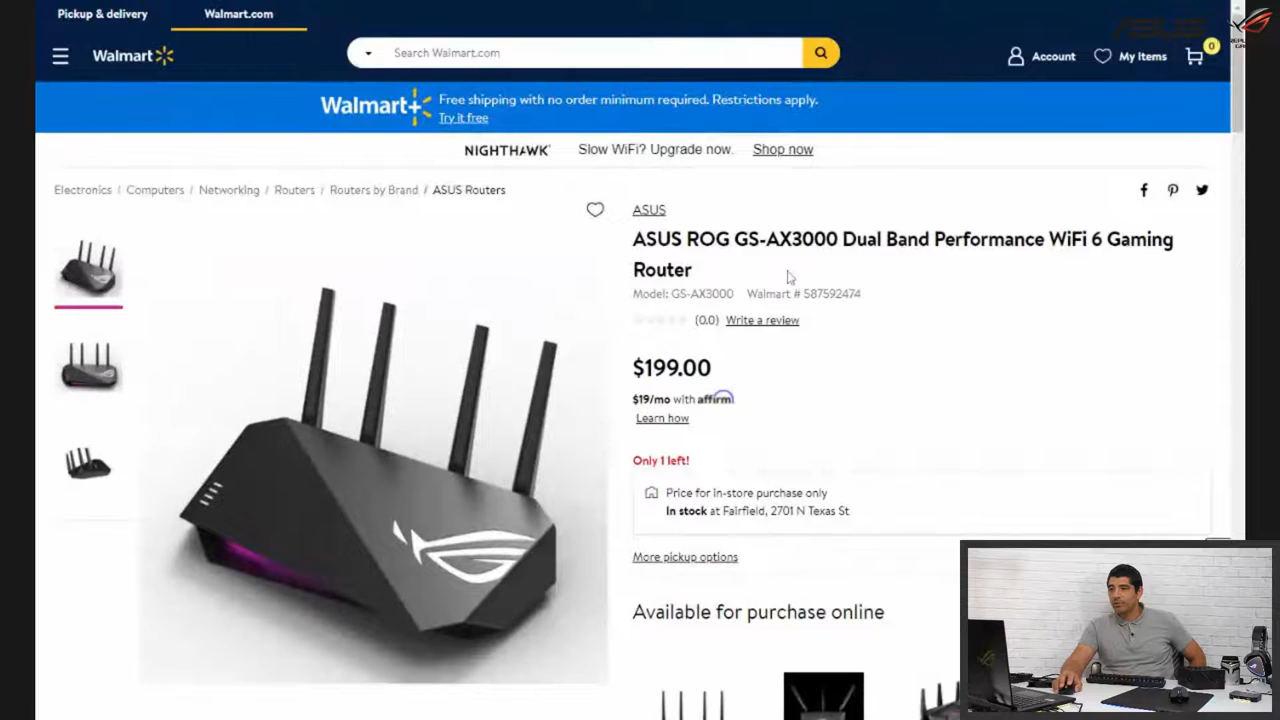 Pickup & delivery
Walmart.com
Walmart
Search Walmart.com
Account
My Items
0
Walmart+
Free shipping with no order minimum required. Restrictions apply.
Try it free
NIGHTHAWK
Slow WiFi? Upgrade now.
Shop now
Electronics / Computers / Networking / Routers / Routers by Brand / ASUS Routers
ASUS
ASUS ROG GS-AX3000 Dual Band Performance WiFi 6 Gaming
Router
Model: GS-AX3000 Walmart # 587592474
(0.0) Write a review
$199.00
$19/mo with affirm
Learn how
Only 1 left!
Price for in-store purchase only
In stock at Fairfield, 2701 N Texas St
More pickup options
Available for purchase online